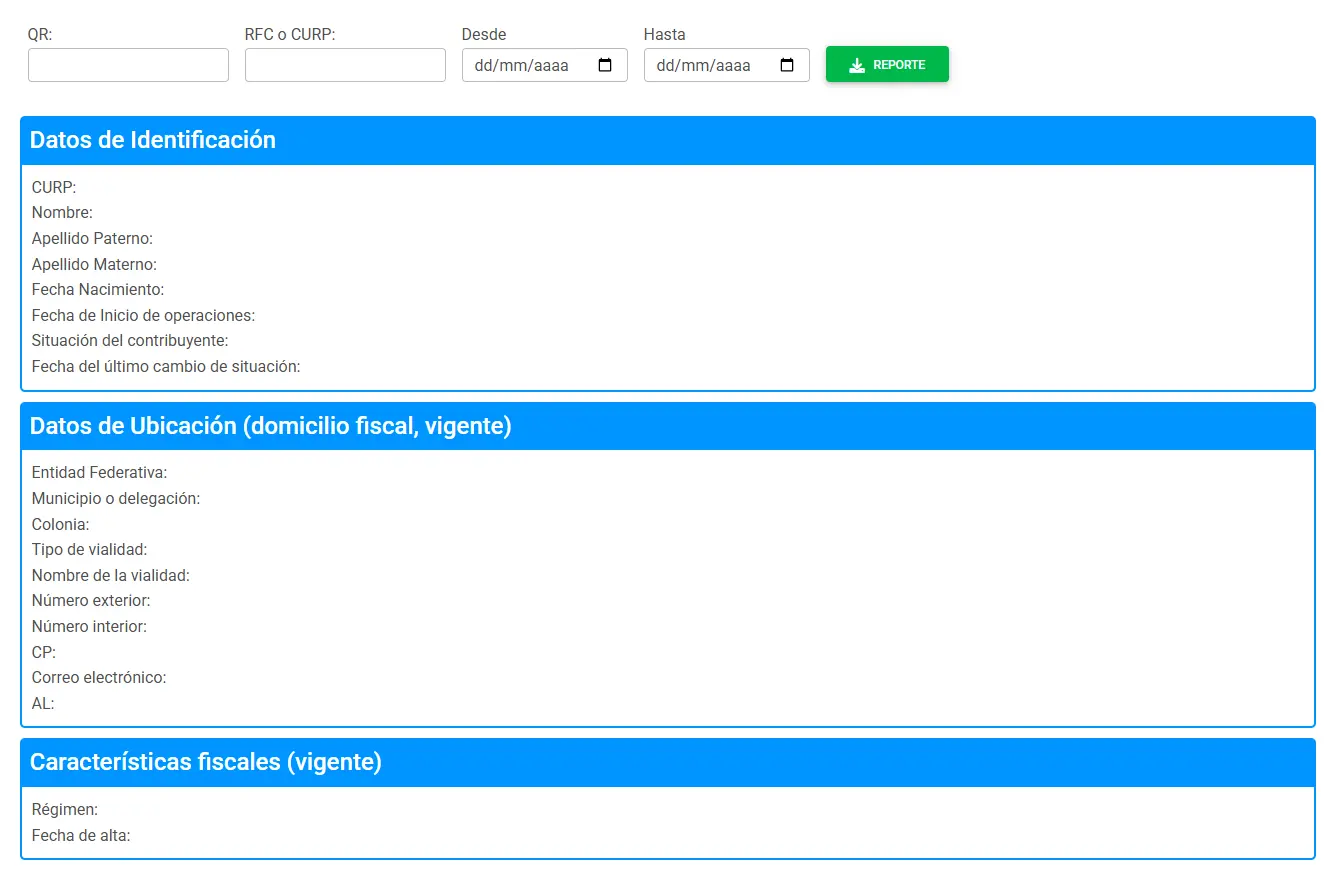 QR: RFC o CURP: Desde Hasta
dd/mm/aaaa dd/mm/aaaa REPORTE
Datos de Identificación
CURP:
Nombre:
Apellido Paterno:
Apellido Materno:
Fecha Nacimiento:
Fecha de Inicio de operaciones:
Situación del contribuyente:
Fecha del último cambio de situación:
Datos de Ubicación (domicilio fiscal, vigente)
Entidad Federativa:
Municipio o delegación:
Colonia:
Tipo de vialidad:
Nombre de la vialidad:
Número exterior:
Número interior:
CP:
Correo electrónico:
AL:
Características fiscales (vigente)
Régimen:
Fecha de alta: